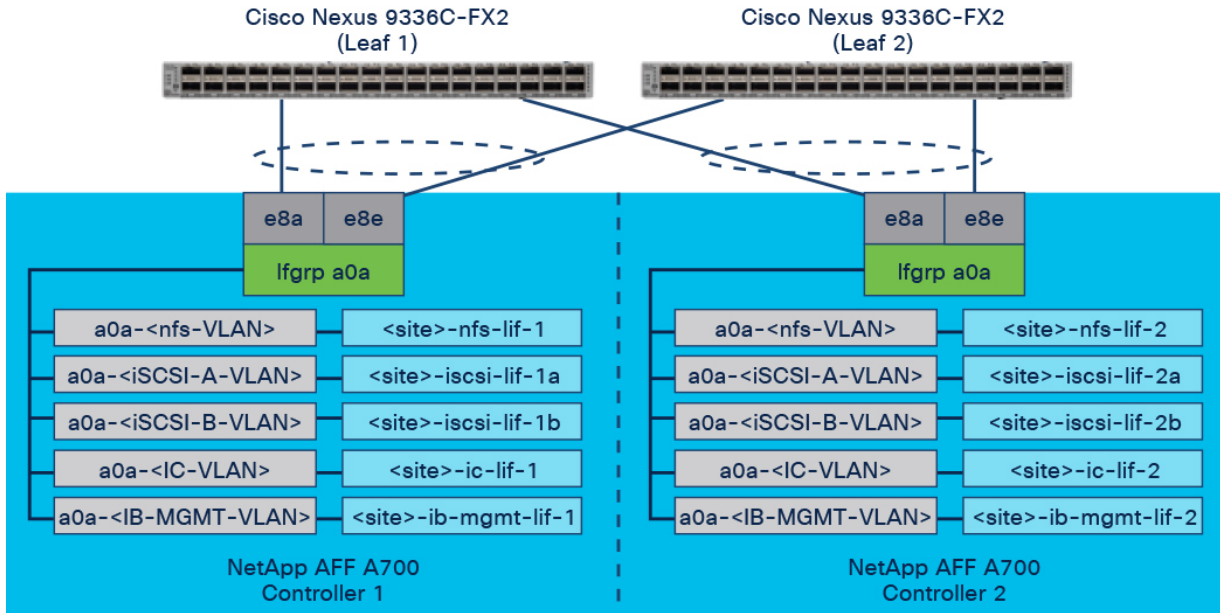 Cisco Nexus 9336C-FX2
(Leaf 1)
Cisco Nexus 9336C-FX2
(Leaf 2)
e8a
e8e
Ifgrp a0a
a0a-<nfs-VLAN>
<site>-nfs-lif-1
a0a-<iSCSI-A-VLAN>
<site>-iscsi-lif-1a
a0a-<iSCSI-B-VLAN>
<site>-iscsi-lif-1b
a0a-<IC-VLAN>
<site>-ic-lif-1
a0a-<IB-MGMT-VLAN>
<site>-ib-mgmt-lif-1
NetApp AFF A700
Controller 1
e8a
e8e
Ifgrp a0a
a0a-<nfs-VLAN>
<site>-nfs-lif-2
a0a-<iSCSI-A-VLAN>
<site>-iscsi-lif-2a
a0a-<iSCSI-B-VLAN>
<site>-iscsi-lif-2b
a0a-<IC-VLAN>
<site>-ic-lif-2
a0a-<IB-MGMT-VLAN>
<site>-ib-mgmt-lif-2
NetApp AFF A700
Controller 2